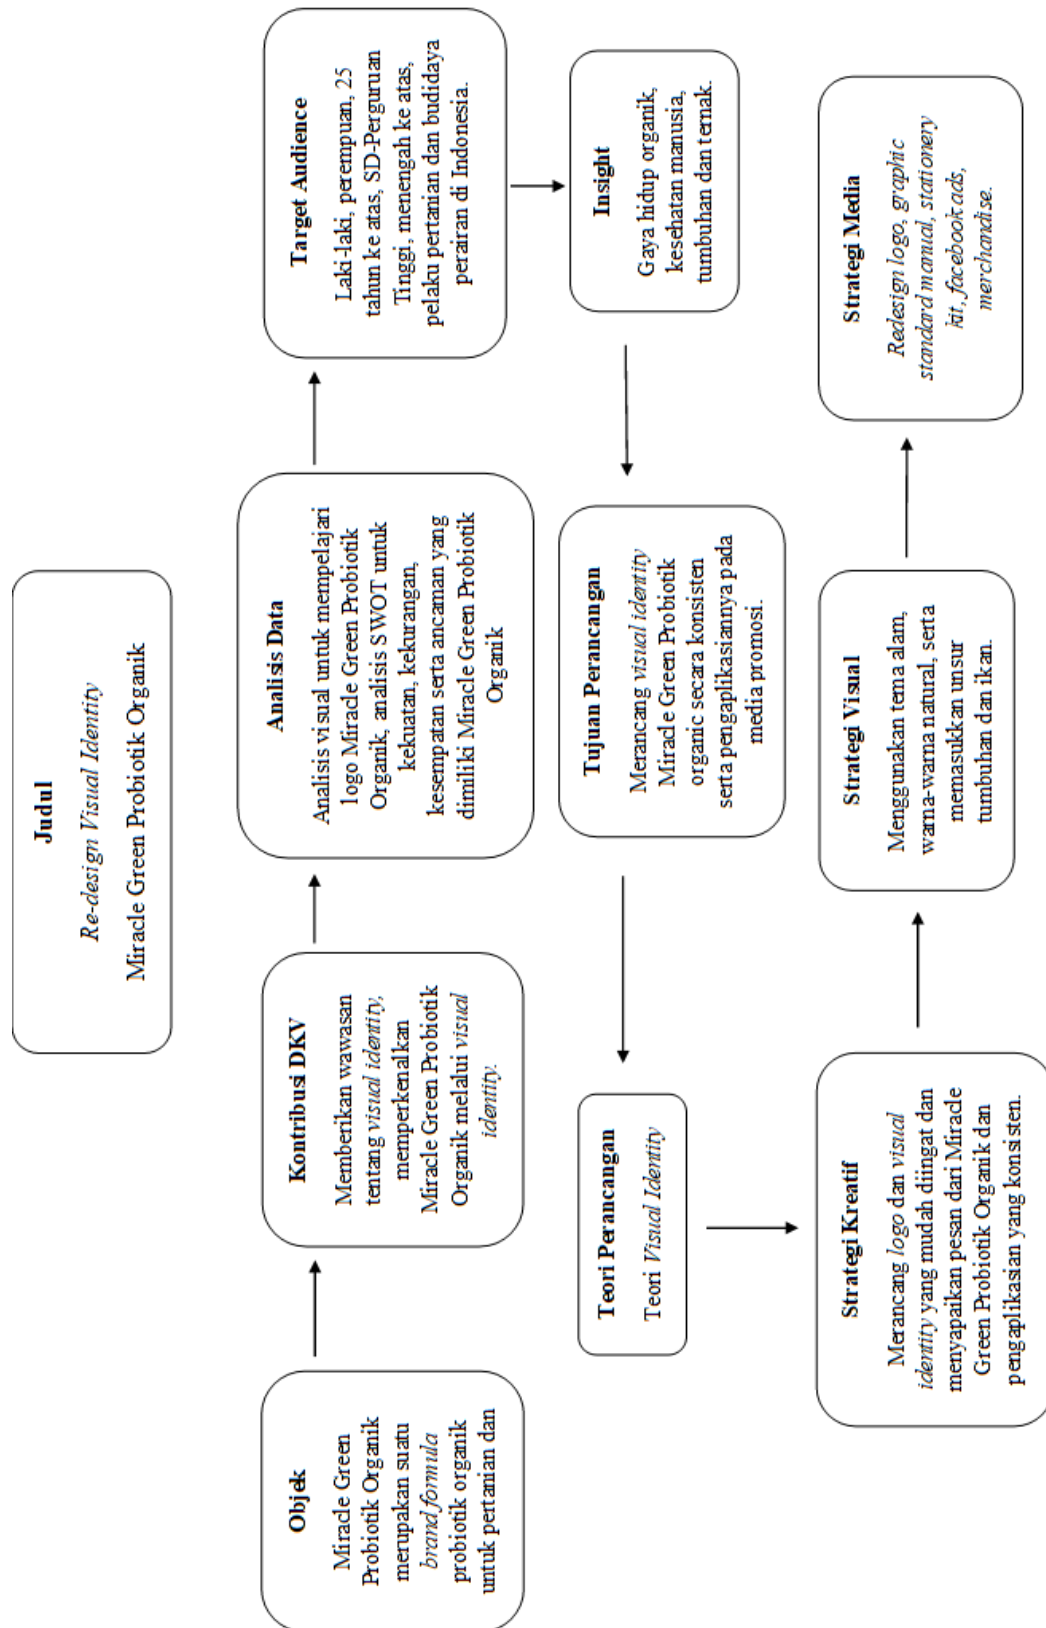 Judul
Re-design Visual Identity
Miracle Green Probiotik Organik
Objek
Miracle Green
Probiotik Organik
merupakan suatu
brand formula
probiotik organik
untuk pertanian dan
Kontribusi DKV
Memberikan wawasan
tentang visual identity,
memperkenalkan
Miracle Green Probiotik
Organik melalui visual
identity.
Analisis Data
Analisis visual untuk mempelajari
logo Miracle Green Probiotik
Organik, analisis SWOT untuk
kekuatan, kekurangan,
kesempatan serta ancaman yang
dimiliki Miracle Green Probiotik
Organik
Target Audience
Laki-laki, perempuan, 25
tahun ke atas, SD-Perguruan
Tinggi, menengah ke atas,
pelaku pertanian dan budidaya
perairan di Indonesia.
Insight
Gaya hidup organik,
kesehatan manusia,
tumbuhan dan ternak.
Tujuan Perancangan
Merancang visual identity
Miracle Green Probiotik
organic secara konsisten
serta pengaplikasiannya pada
media promosi.
Teori Perancangan
Teori Visual Identity
Strategi Kreatif
Merancang logo dan visual
identity yang mudah diingat dan
menyapaikan pesan dari Miracle
Green Probiotik Organik dan
pengaplikasian yang konsisten.
Strategi Visual
Menggunakan tema alam,
warna-warna natural, serta
memasukkan unsur
tumbuhan dan ikan.
Strategi Media
Redesign logo, graphic
standard manual, stationery
kit, facebook ads,
merchandise.